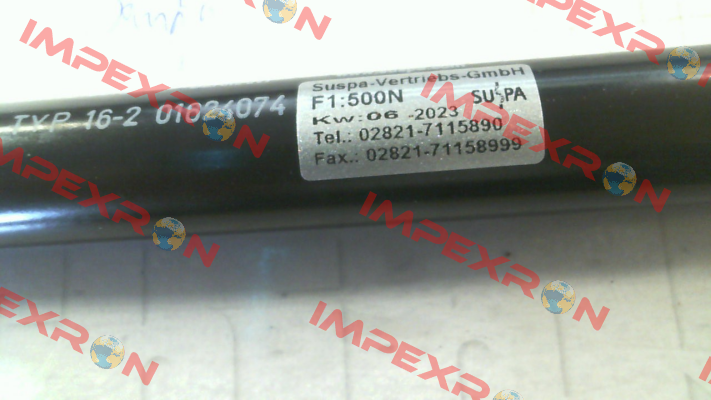 TYP 16-2 01624074
Suspa-Vertriebs-GmbH
F1:500N SUSPA
KW:06 -2023
Tel.: 02821-7115890
Fax.: 02821-71158999
IMPEXRON
IMPEXRON
IMPEXRON
IMPEXRON
IMPEXRON
IMPEXRON